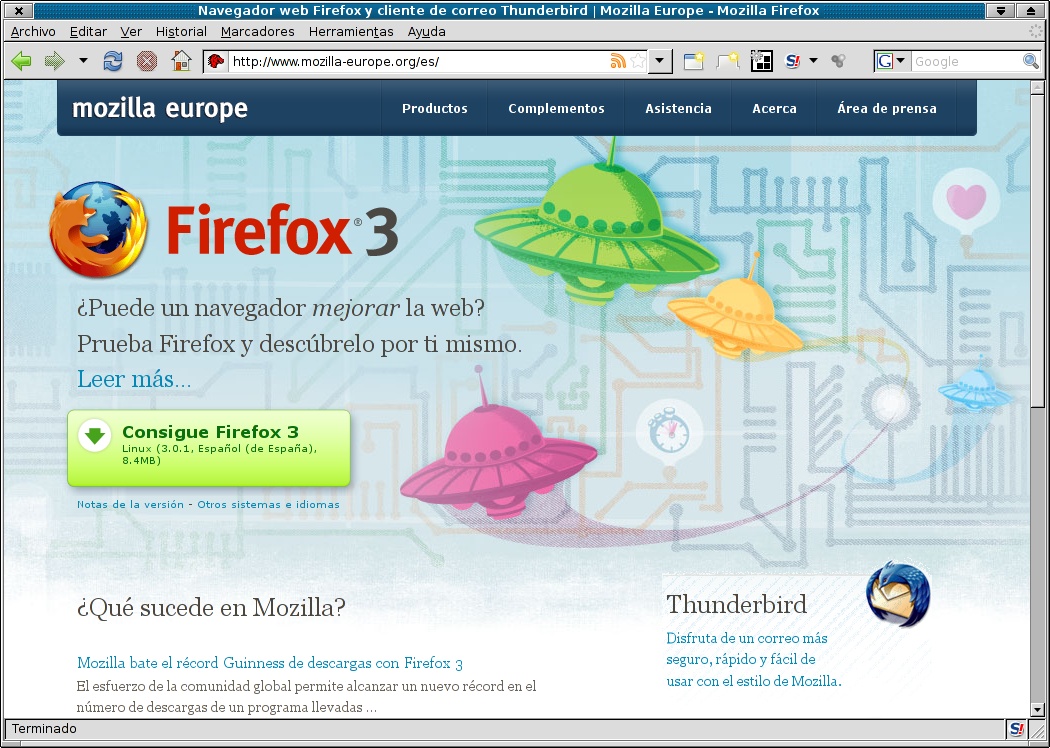 Navegador web Firefox y cliente de correo Thunderbird | Mozilla Europe - Mozilla Firefox
Archivo Editar Ver Historial Marcadores Herramientas Ayuda
http://www.mozilla-europe.org/es/
G Google
mozilla europe
Productos Complementos Asistencia Acerca Área de prensa
Firefox® 3
¿Puede un navegador mejorar la web?
Prueba Firefox y descúbrelo por ti mismo.
Leer más...
Consigue Firefox 3
Linux (3.0.1, Español (de España),
8.4MB)
Notas de la versión - Otros sistemas e idiomas
¿Qué sucede en Mozilla?
Mozilla bate el récord Guinness de descargas con Firefox 3
El esfuerzo de la comunidad global permite alcanzar un nuevo récord en el
número de descargas de un programa llevadas ...
Thunderbird
Disfruta de un correo más
seguro, rápido y fácil de
usar con el estilo de Mozilla.
Terminado
S!